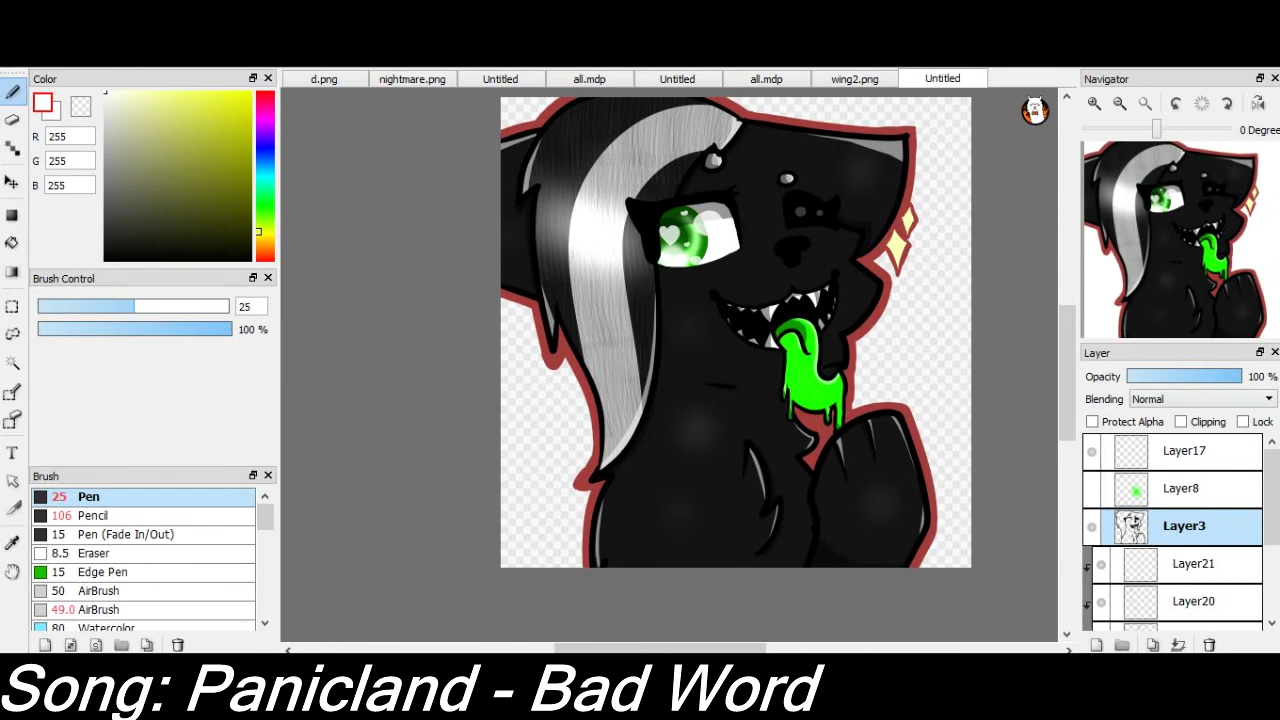 Color
d.png
nightmare.png
Untitled
all.mdp
Untitled
all.mdp
wing2.png
Untitled
Navigator
R 255
G 255
B 255
0 Degree
Brush Control
25
100 %
Layer
Opacity 100 %
Blending Normal
Protect Alpha Clipping Lock
Layer17
Layer8
Layer3
Layer21
Layer20
Brush
25 Pen
106 Pencil
15 Pen (Fade In/Out)
8.5 Eraser
15 Edge Pen
50 AirBrush
49.0 AirBrush
80 Watercolor
T
S
Song: Panicland - Bad Word